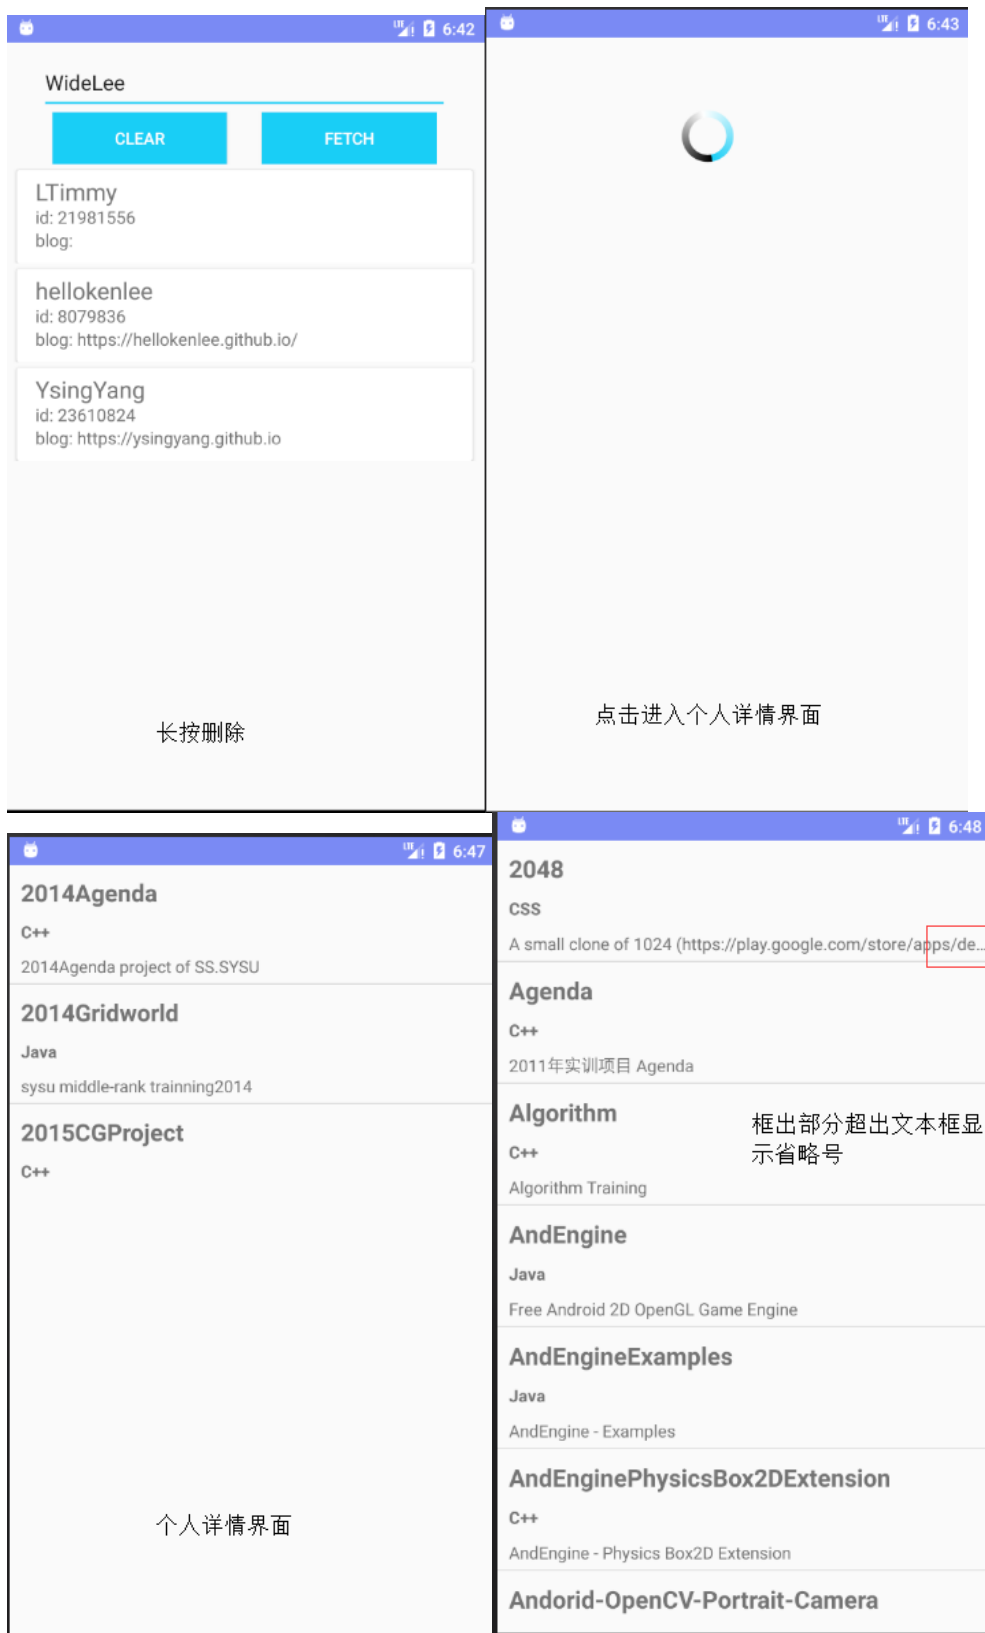 6:42
WideLee
CLEAR
FETCH
LTimmy
id: 21981556
blog:
hellokenlee
id: 8079836
blog: https://hellokenlee.github.io/
YsingYang
id: 23610824
blog: https://ysingyang.github.io
长按删除
6:43
点击进入个人详情界面
6:47
2014Agenda
C++
2014Agenda project of SS.SYSU
2014Gridworld
Java
sysu middle-rank trainning2014
2015CGProject
C++
个人详情界面
6:48
2048
CSS
A small clone of 1024 (https://play.google.com/store/apps/de...
Agenda
C++
2011年实训项目 Agenda
Algorithm
C++
Algorithm Training
框出部分超出文本框显
示省略号
AndEngine
Java
Free Android 2D OpenGL Game Engine
AndEngineExamples
Java
AndEngine - Examples
AndEnginePhysicsBox2DExtension
C++
AndEngine - Physics Box2D Extension
Andorid-OpenCV-Portrait-Camera